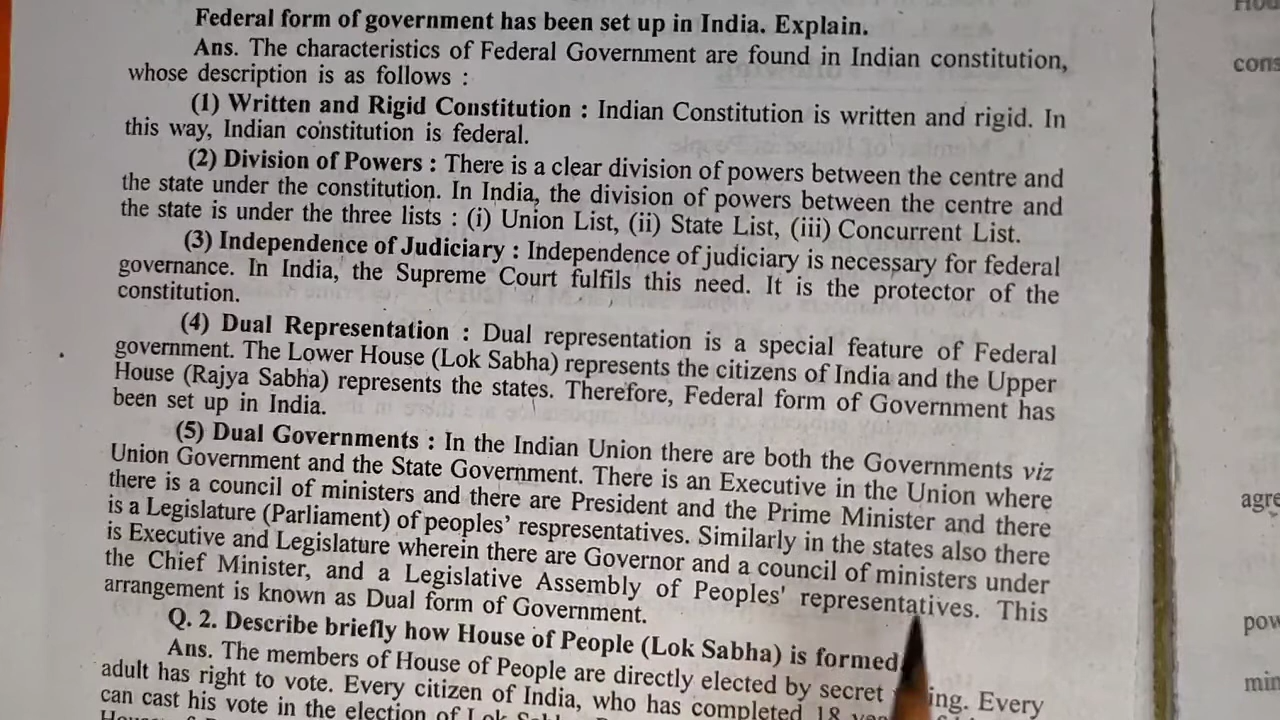 Federal form of government has been set up in India. Explain.
Ans. The characteristics of Federal Government are found in Indian constitution,
whose description is as follows :
(1) Written and Rigid Constitution : Indian Constitution is written and rigid. In
this way, Indian constitution is federal.
(2) Division of Powers : There is a clear division of powers between the centre and
the state under the constitution. In India, the division of powers between the centre and
the state is under the three lists : (i) Union List, (ii) State List, (iii) Concurrent List.
(3) Independence of Judiciary : Independence of judiciary is necessary for federal
governance. In India, the Supreme Court fulfils this need. It is the protector of the
constitution.
(4) Dual Representation : Dual representation is a special feature of Federal
government. The Lower House (Lok Sabha) represents the citizens of India and the Upper
House (Rajya Sabha) represents the states. Therefore, Federal form of Government has
been set up in India.
(5) Dual Governments : In the Indian Union there are both the Governments viz
Union Government and the State Government. There is an Executive in the Union where
there is a council of ministers and there are President and the Prime Minister and there
is a Legislature (Parliament) of peoples' respresentatives. Similarly in the states also there
is Executive and Legislature wherein there are Governor and a council of ministers under
the Chief Minister, and a Legislative Assembly of Peoples' representatives. This
arrangement is known as Dual form of Government.
Q. 2. Describe briefly how House of People (Lok Sabha) is formed
Ans. The members of House of People are directly elected by secret ing. Every
adult has right to vote. Every citizen of India, who has completed 18
can cast his vote in the election of Lok
cons
agre
pow
min